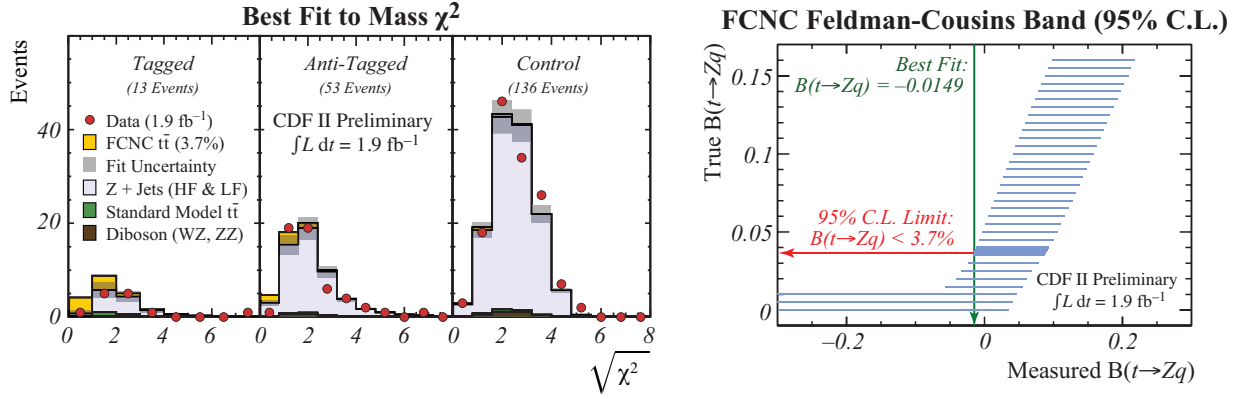 Best Fit to Mass χ²
Events
Tagged
(13 Events)
Anti-Tagged
(53 Events)
Control
(136 Events)
Data (1.9 fb⁻¹)
FCNC tt̄ (3.7%)
Fit Uncertainty
Z + Jets (HF & LF)
Standard Model tt̄
Diboson (WZ, ZZ)
CDF II Preliminary
∫L dt = 1.9 fb⁻¹
40
20
0
0 2 4 6 0 2 4 6 0 2 4 6 8
√χ²
FCNC Feldman-Cousins Band (95% C.L.)
True B(t→Zq)
0.15
0.1
0.05
0
Best Fit:
B(t→Zq) = –0.0149
95% C.L. Limit:
B(t→Zq) < 3.7%
CDF II Preliminary
∫L dt = 1.9 fb⁻¹
−0.2 0 0.2
Measured B(t→Zq)